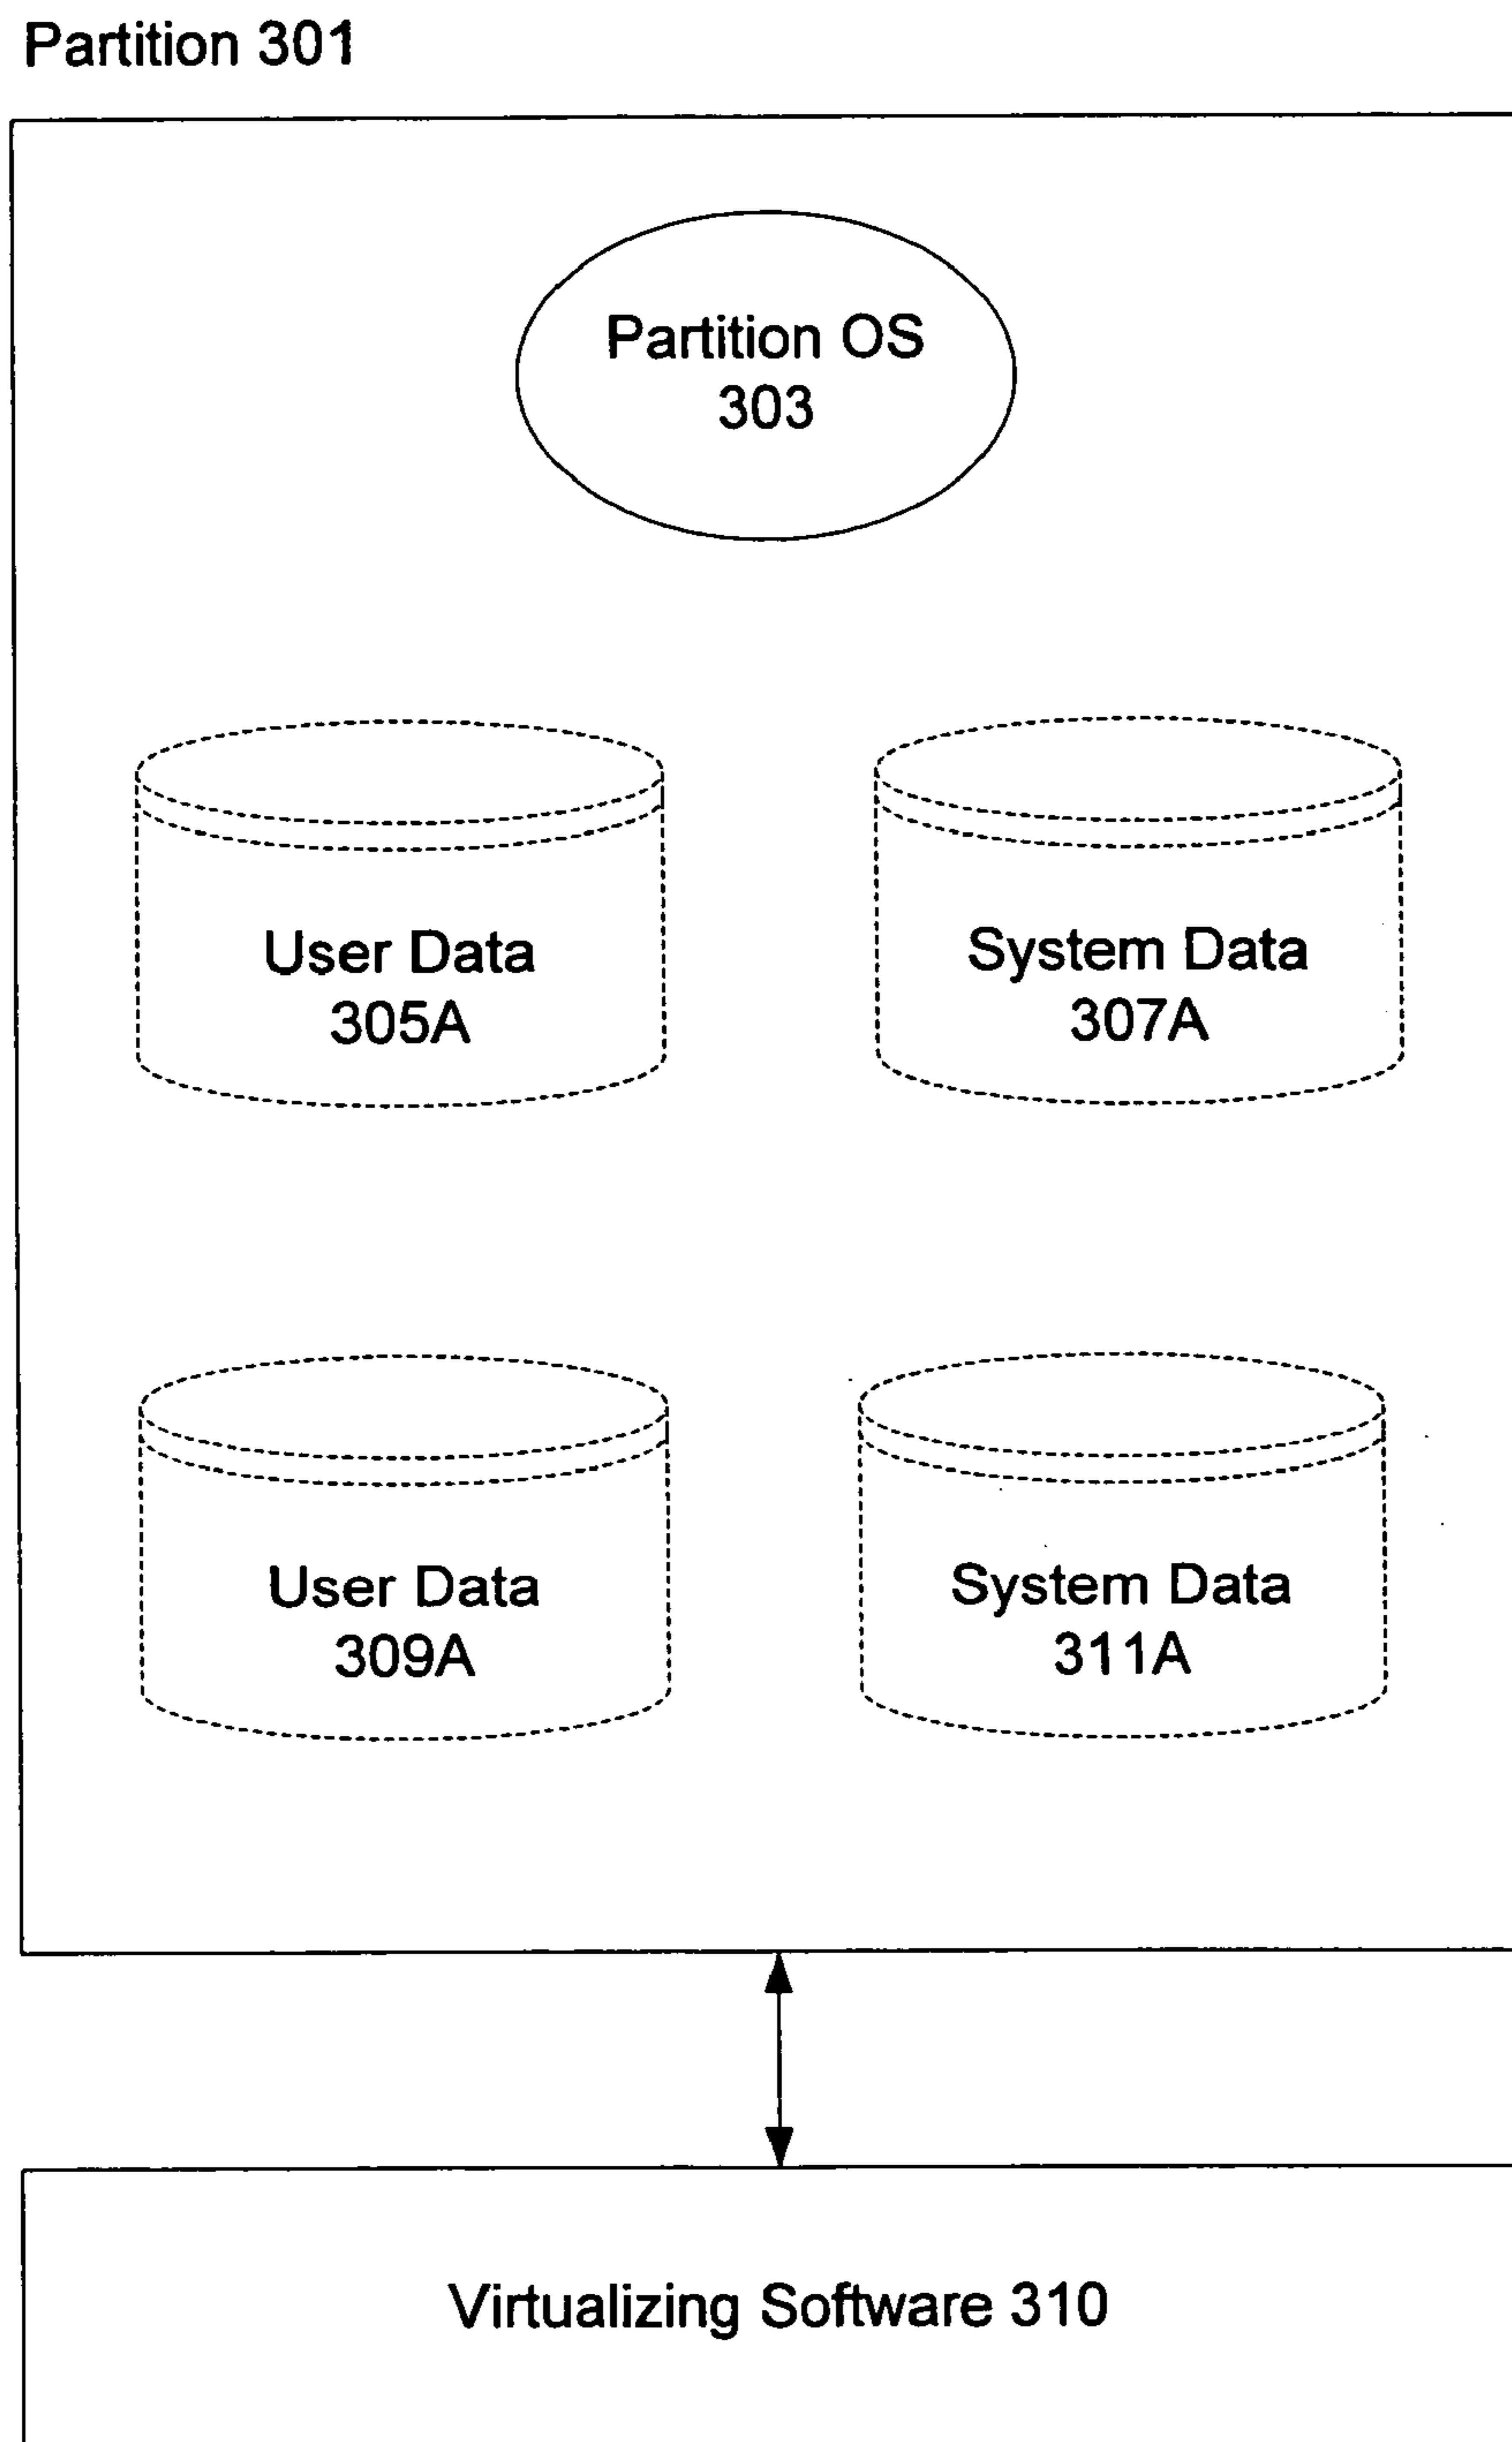 Partition 301
Partition OS
303
User Data
305A
System Data
307A
User Data
309A
System Data
311A
Virtualizing Software 310